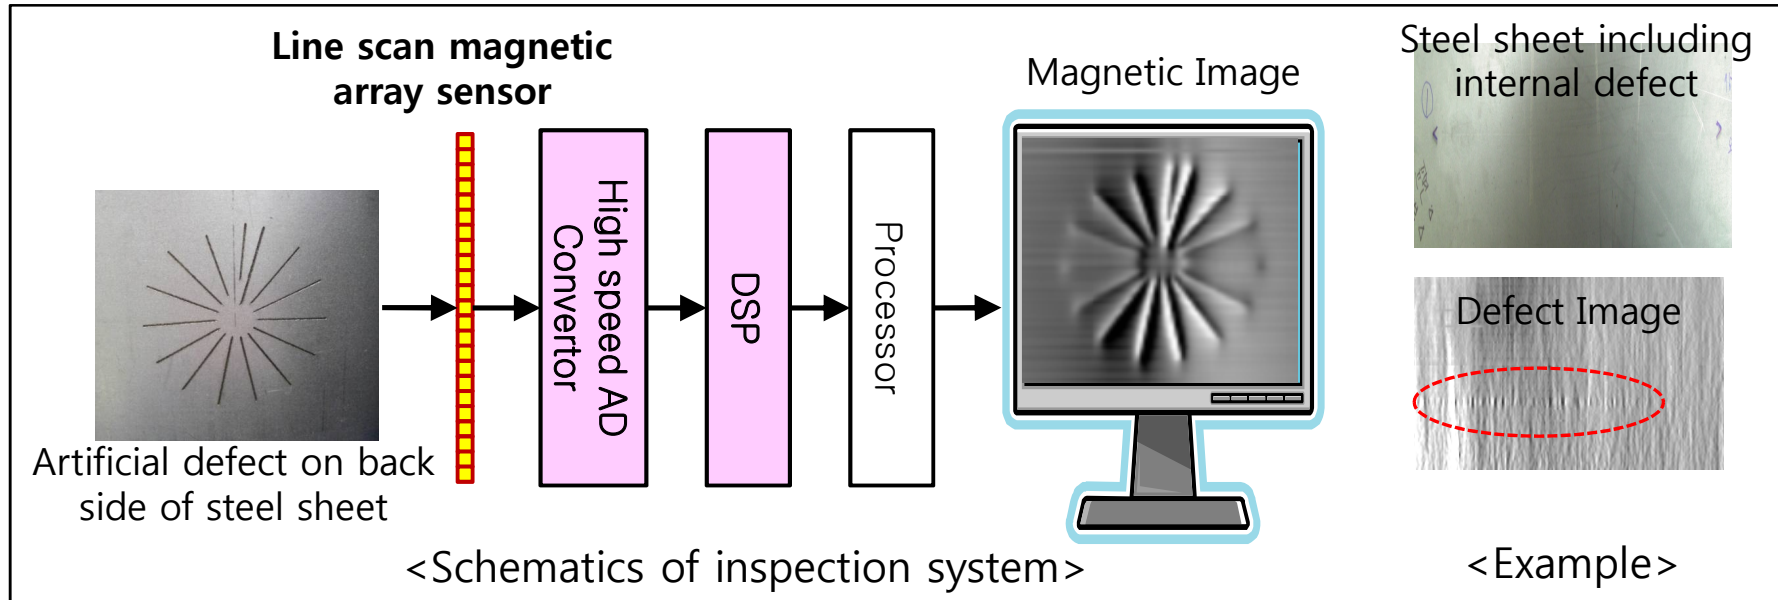 Line scan magnetic
array sensor
Artificial defect on back
side of steel sheet
High speed AD
Convertor
DSP
Processor
Magnetic Image
<Schematics of inspection system>
Steel sheet including
internal defect
Defect Image
<Example>